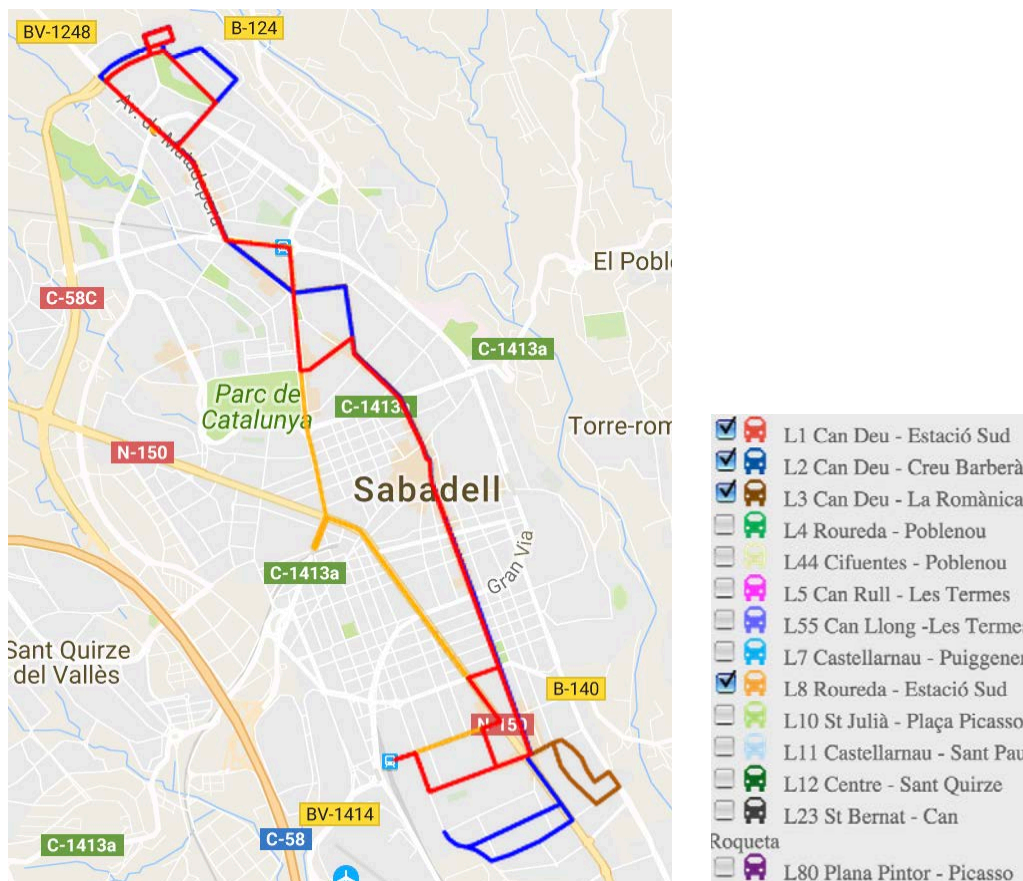 BV-1248
B-124
Av. de Matadepera
El Poble
C-58C
C-1413a
Parc de
Catalunya
C-1413a
Torre-rom
N-150
Sabadell
Gran Via
C-1413a
Sant Quirze
del Vallès
B-140
N-150
BV-1414
C-58
C-1413a
L1 Can Deu - Estació Sud
L2 Can Deu - Creu Barberà
L3 Can Deu - La Romànica
L4 Roureda - Poblenou
L44 Cifuentes - Poblenou
L5 Can Rull - Les Termes
L55 Can Llong -Les Termes
L7 Castellarnau - Puiggener
L8 Roureda - Estació Sud
L10 St Julià - Plaça Picasso
L11 Castellarnau - Sant Pau
L12 Centre - Sant Quirze
L23 St Bernat - Can
Roqueta
L80 Plana Pintor - Picasso